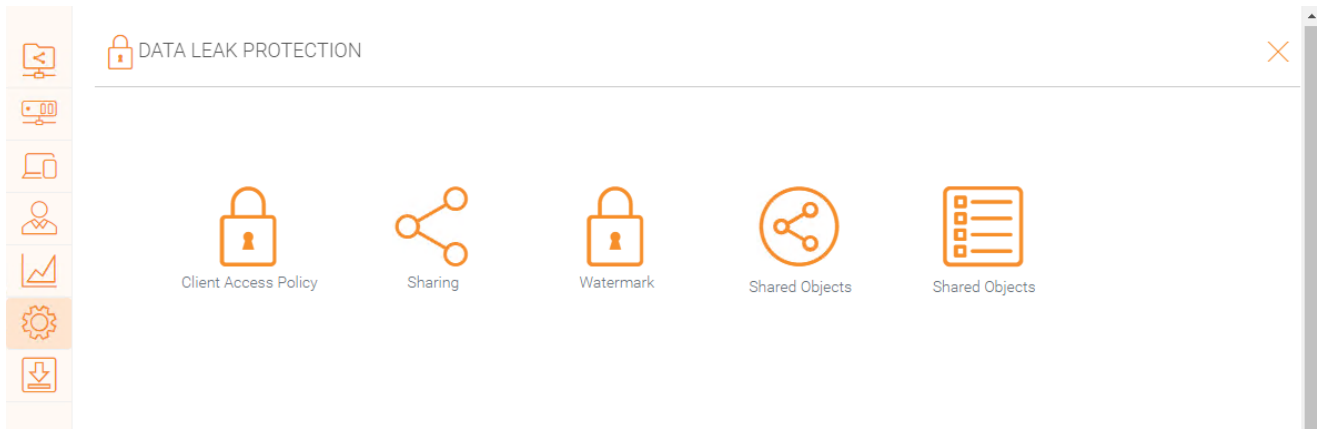 DATA LEAK PROTECTION
Client Access Policy
Sharing
Watermark
Shared Objects
Shared Objects